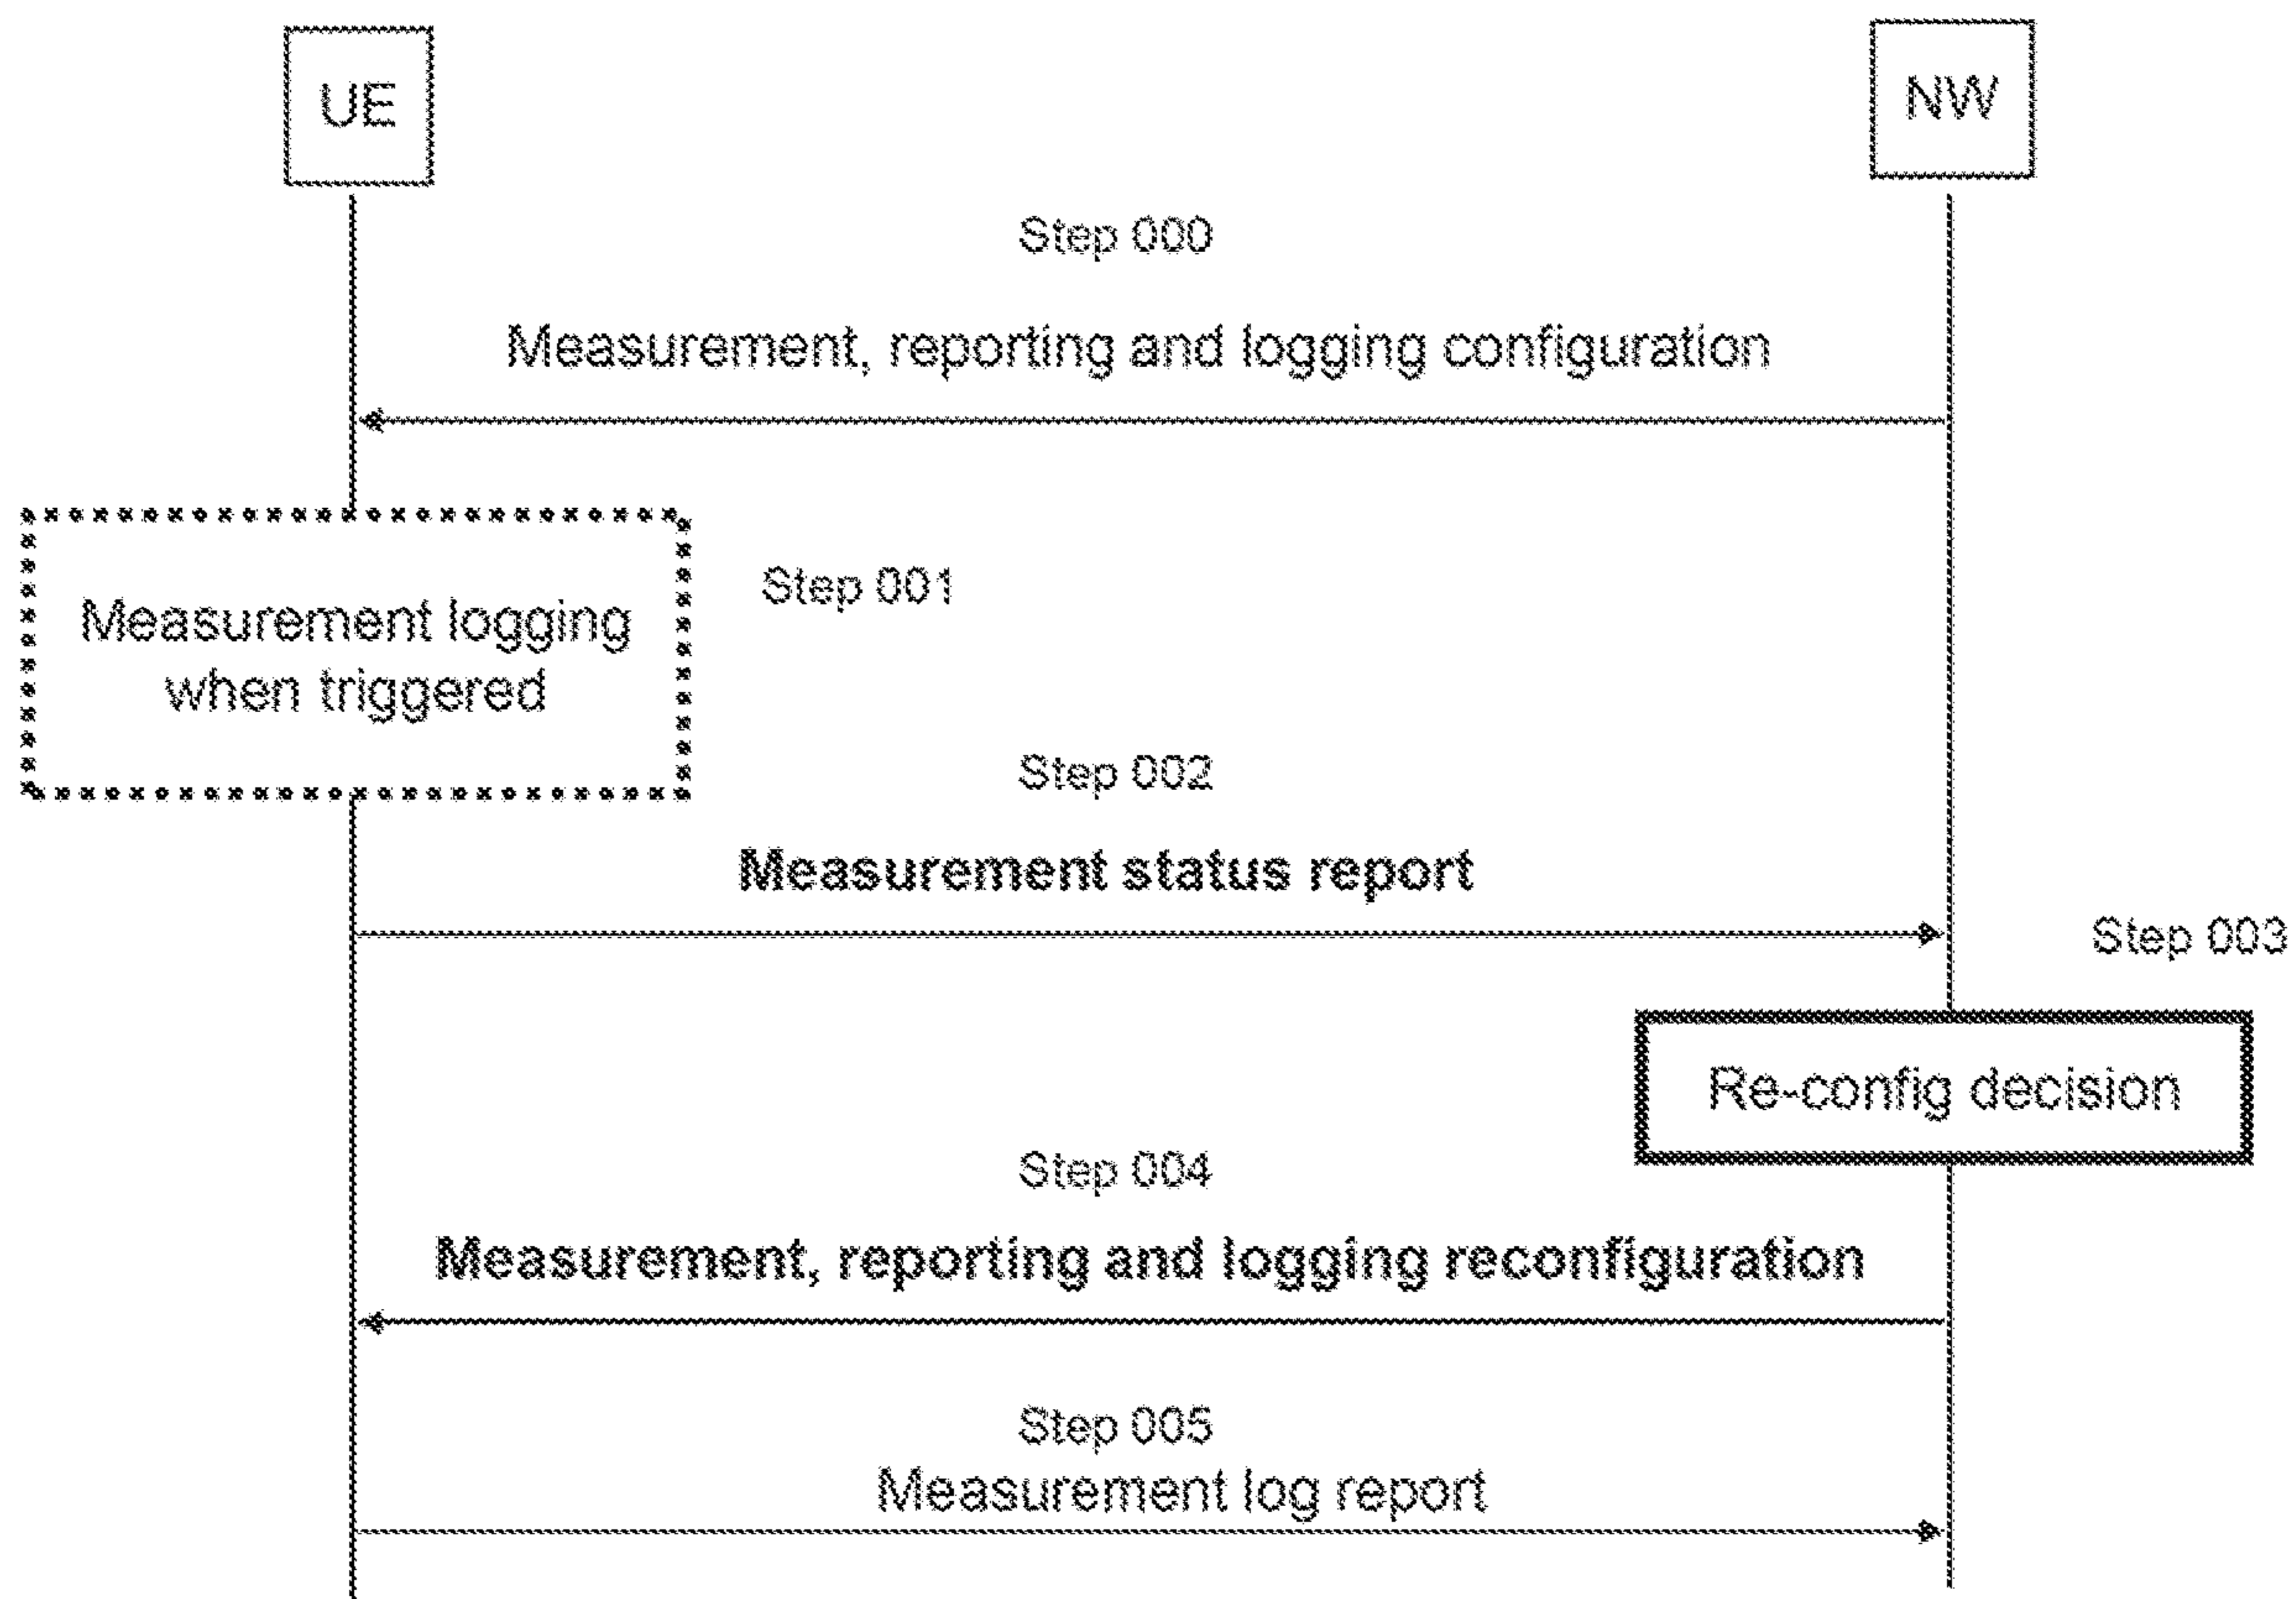 UE
NW
Step 000
Measurement, reporting and logging configuration
Step 001
Measurement logging
when triggered
Step 002
Measurement status report
Step 003
Re-config decision
Step 004
Measurement, reporting and logging reconfiguration
Step 005
Measurement log report